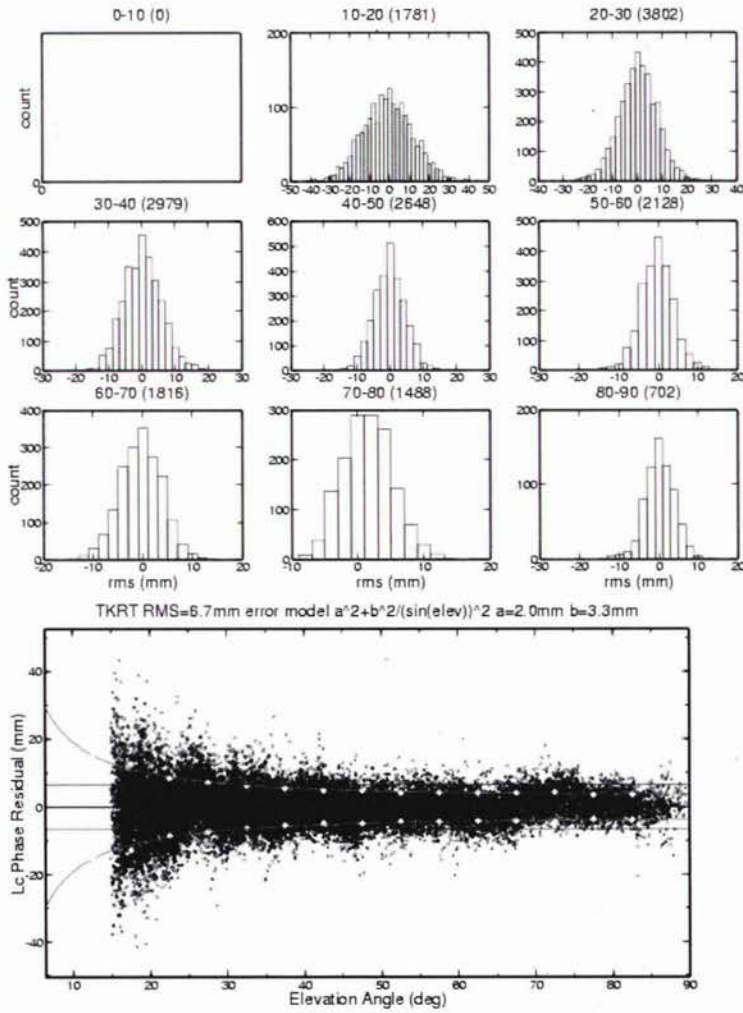 0-10 (0) 10-20 (1781) 20-30 (3802)
count
0
0
200
100
0
-50 -40 -30 -20 -10 0 10 20 30 40 50
500
400
300
200
100
0
-40 -30 -20 -10 0 10 20 30 40
30-40 (2979) 40-50 (2648) 50-60 (2128)
count
500
400
300
200
100
0
-30 -20 -10 0 10 20 30
600
500
400
300
200
100
0
-30 -20 -10 0 10 20 30
500
400
300
200
100
0
-30 -20 -10 0 10 20
60-70 (1816) 70-80 (1488) 80-90 (702)
count
400
300
200
100
0
-20 -10 0 10 20
rms (mm)
300
200
100
0
-10 0 10 20
rms (mm)
200
100
0
-30 -20 -10 0 10 20
rms (mm)
TKRT RMS=6.7mm error model a^2+b^2/(sin(elev))^2 a=2.0mm b=3.3mm
Lc Phase Residual (mm)
40
20
0
-20
-40
10 20 30 40 50 60 70 80 90
Elevation Angle (deg)